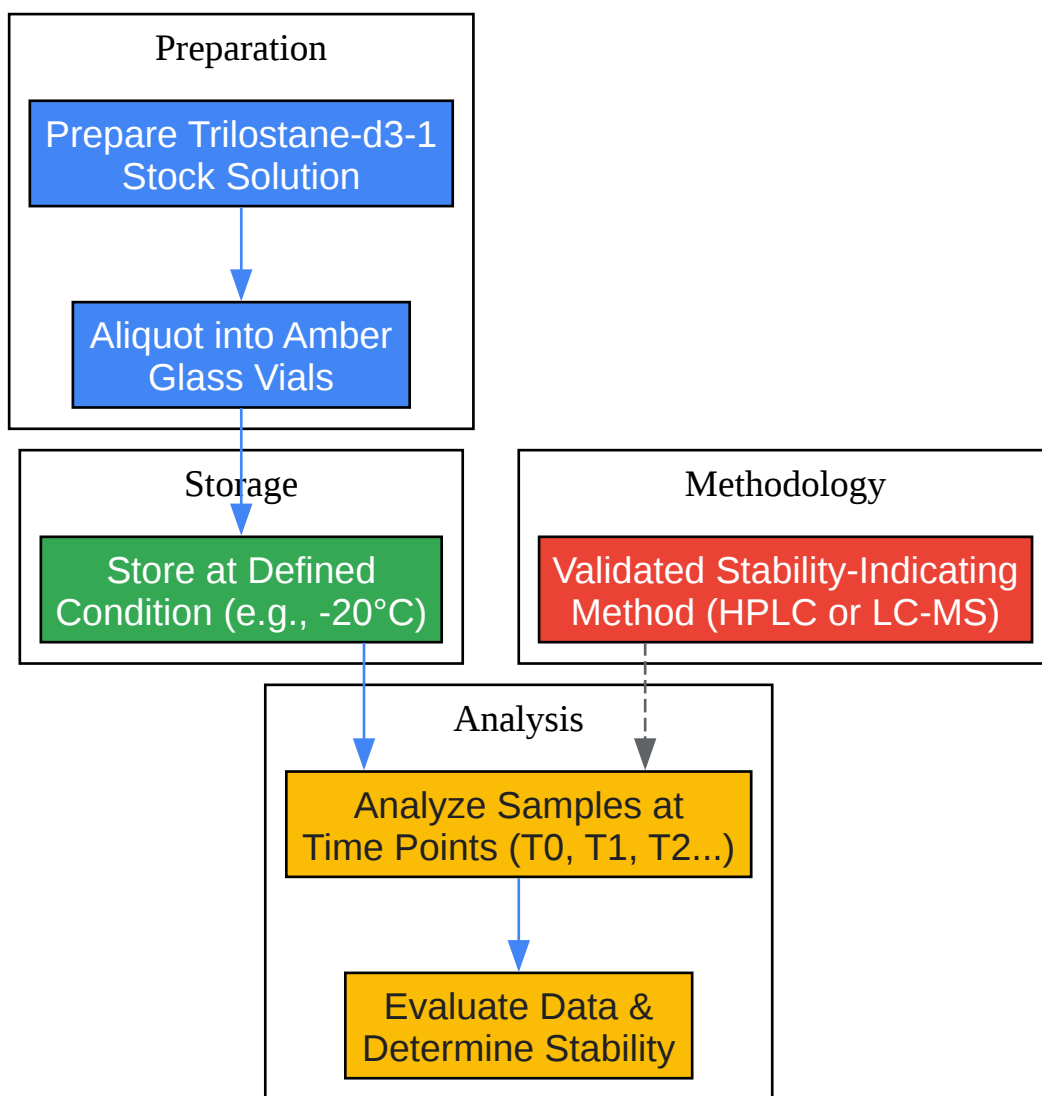 Preparation
Prepare Trilostane-d3-1
Stock Solution
Aliquot into Amber
Glass Vials
Storage
Store at Defined
Condition (e.g., -20°C)
Methodology
Validated Stability-Indicating
Method (HPLC or LC-MS)
Analysis
Analyze Samples at
Time Points (T0, T1, T2...)
Evaluate Data &
Determine Stability